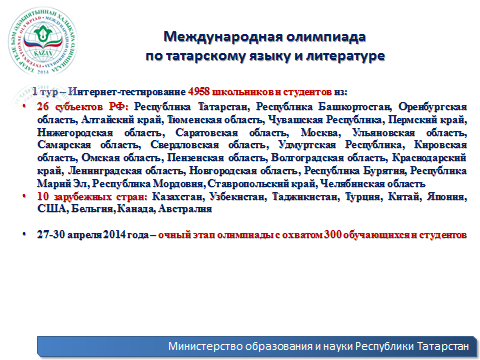 Международная олимпиада
по татарскому языку и литературе
1 тур – Интернет-тестирование 4958 школьников и студентов из:
• 26 субъектов РФ: Республика Татарстан, Республика Башкортостан, Оренбургская
область, Алтайский край, Тюменская область, Чувашская Республика, Пермский край,
Нижегородская область, Саратовская область, Москва, Ульяновская область,
Самарская область, Свердловская область, Удмуртская Республика, Кировская
область, Омская область, Пензенская область, Волгоградская область, Краснодарский
край, Ленинградская область, Новгородская область, Республика Бурятия, Республика
Марий Эл, Республика Мордовия, Ставропольский край, Челябинская область
• 10 зарубежных стран: Казахстан, Узбекистан, Таджикистан, Турция, Китай, Япония,
США, Бельгия, Канада, Австралия
• 27-30 апреля 2014 года – очный этап олимпиады с охватом 300 обучающихся и студентов
Министерство образования и науки Республики Татарстан